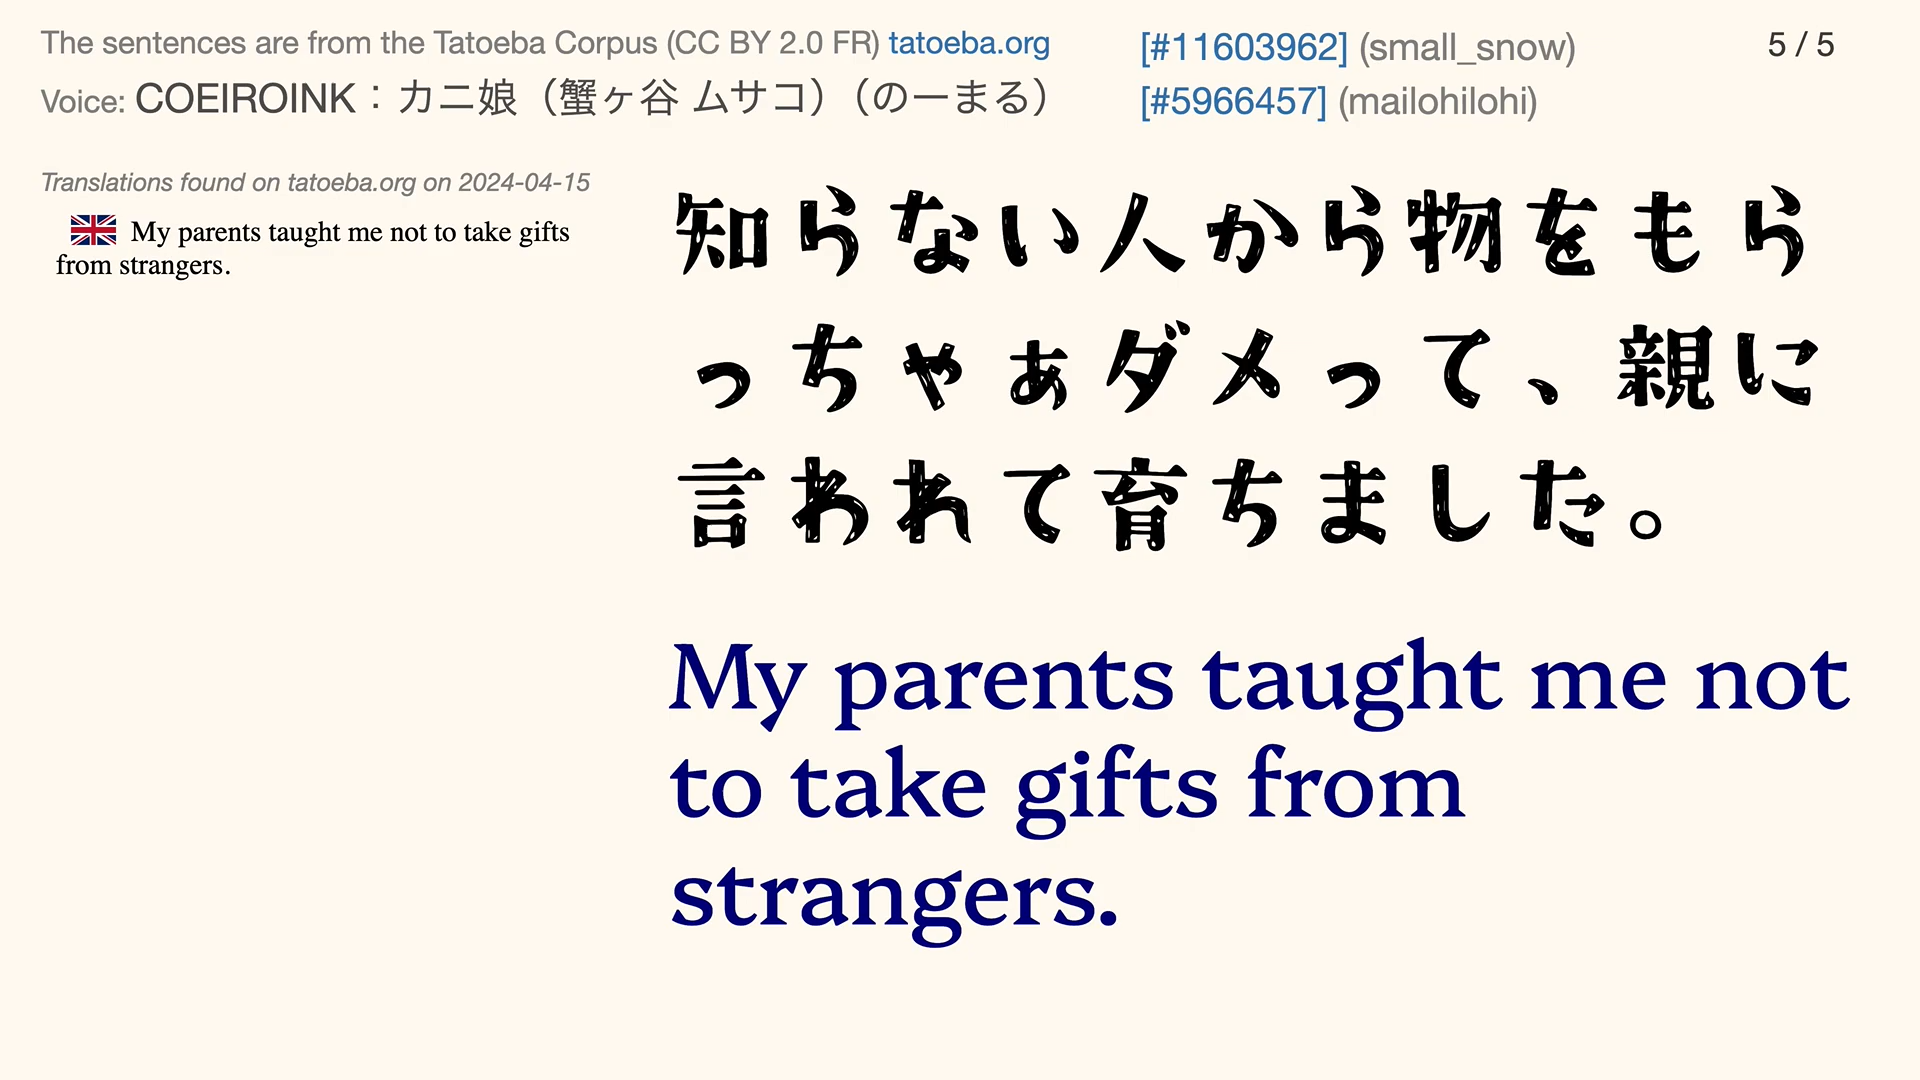 The sentences are from the Tatoeba Corpus (CC BY 2.0 FR) tatoeba.org
Voice: COEIROINK：カニ娘（蟹ヶ谷 ムサコ）（のーまる）
[#11603962] (small_snow)
[#5966457] (mailohilohi)
5 / 5
Translations found on tatoeba.org on 2024-04-15
My parents taught me not to take gifts
from strangers.
知らない人から物をもら
っちゃぁダメって、親に
言われて育ちました。
My parents taught me not
to take gifts from
strangers.